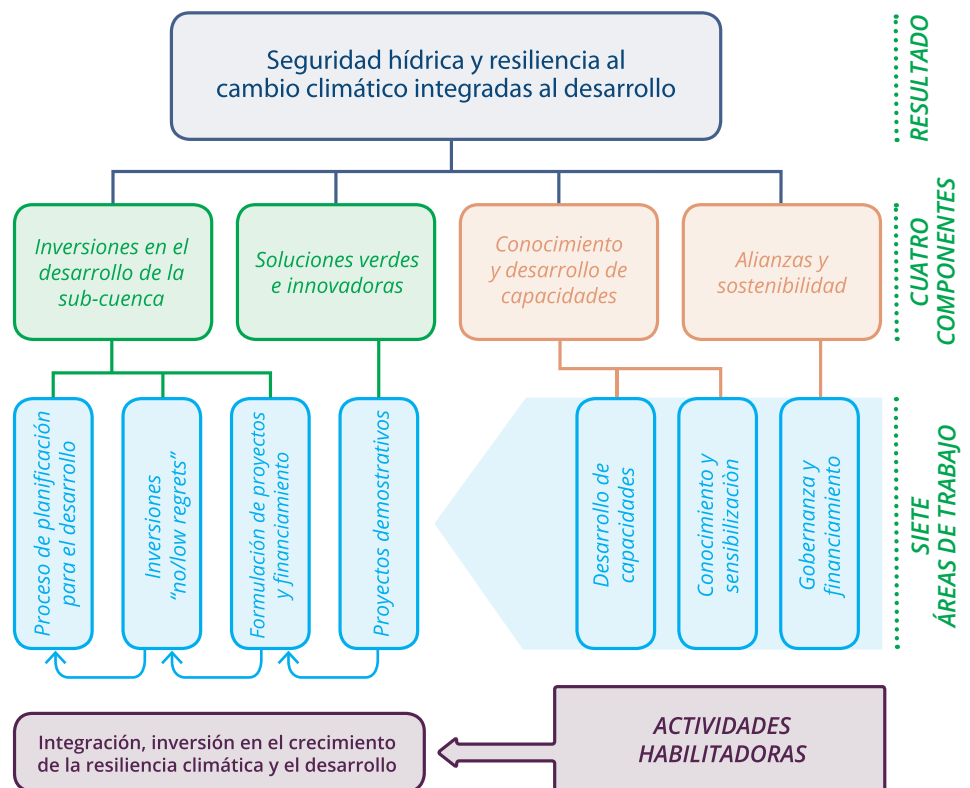 Seguridad hídrica y resiliencia al
cambio climático integradas al desarrollo
RESULTADO
Inversiones en el
desarrollo de la
sub-cuenca
Soluciones verdes
e innovadoras
Conocimiento
y desarrollo de
capacidades
Alianzas y
sostenibilidad
CUATRO
COMPONENTES
Proceso de planificación
para el desarrollo
Inversiones
“no/low regrets”
Formulación de proyectos
y financiamiento
Proyectos demostrativos
Desarrollo de
capacidades
Conocimiento y
sensibilizaciòn
Gobernanza y
financiamiento
SIETE
ÁREAS DE TRABAJO
Integración, inversión en el crecimiento
de la resiliencia climática y el desarrollo
ACTIVIDADES
HABILITADORAS